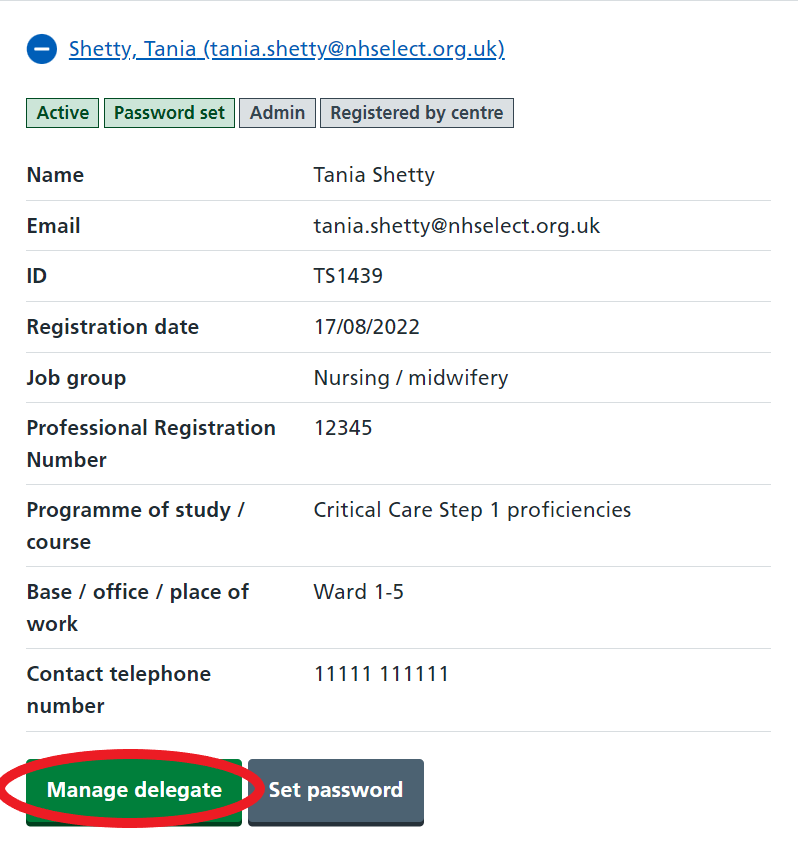 Shetty, Tania (tania.shetty@nhselect.org.uk)
Active Password set Admin Registered by centre
Name Tania Shetty
Email tania.shetty@nhselect.org.uk
ID TS1439
Registration date 17/08/2022
Job group Nursing / midwifery
Professional Registration 12345
Number
Programme of study / Critical Care Step 1 proficiencies
course
Base / office / place of Ward 1-5
work
Contact telephone 11111 111111
number
Manage delegate Set password